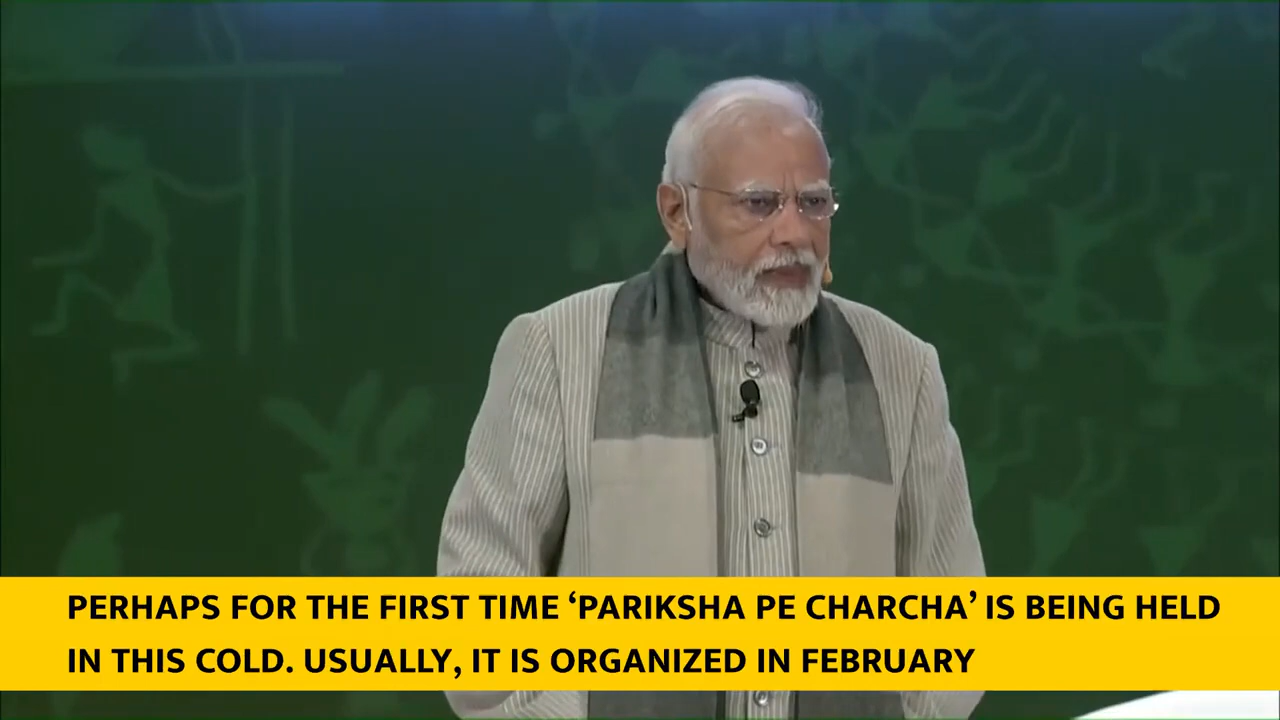 PERHAPS FOR THE FIRST TIME ‘PARIKSHA PE CHARCHA’ IS BEING HELD
IN THIS COLD. USUALLY, IT IS ORGANIZED IN FEBRUARY